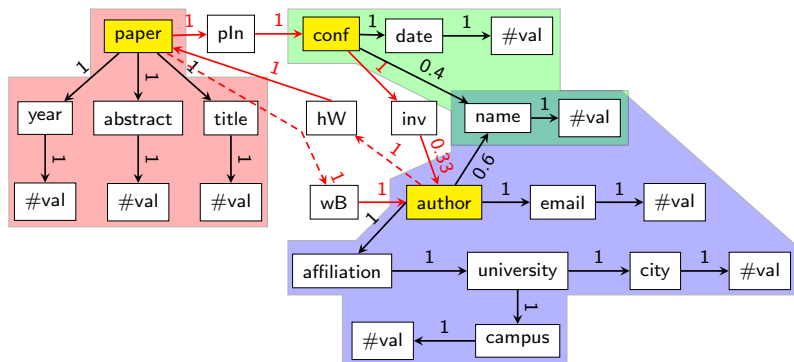 paper 1 pIn 1 conf 1 date 1 #val
1 1 1 1 1 0.4
year abstract title hW inv name 1 #val
1 1 1 1 1 0.33 0.6
#val #val #val wB 1 author 1 email 1 #val
1
affiliation 1 university 1 city 1 #val
1
#val 1 campus